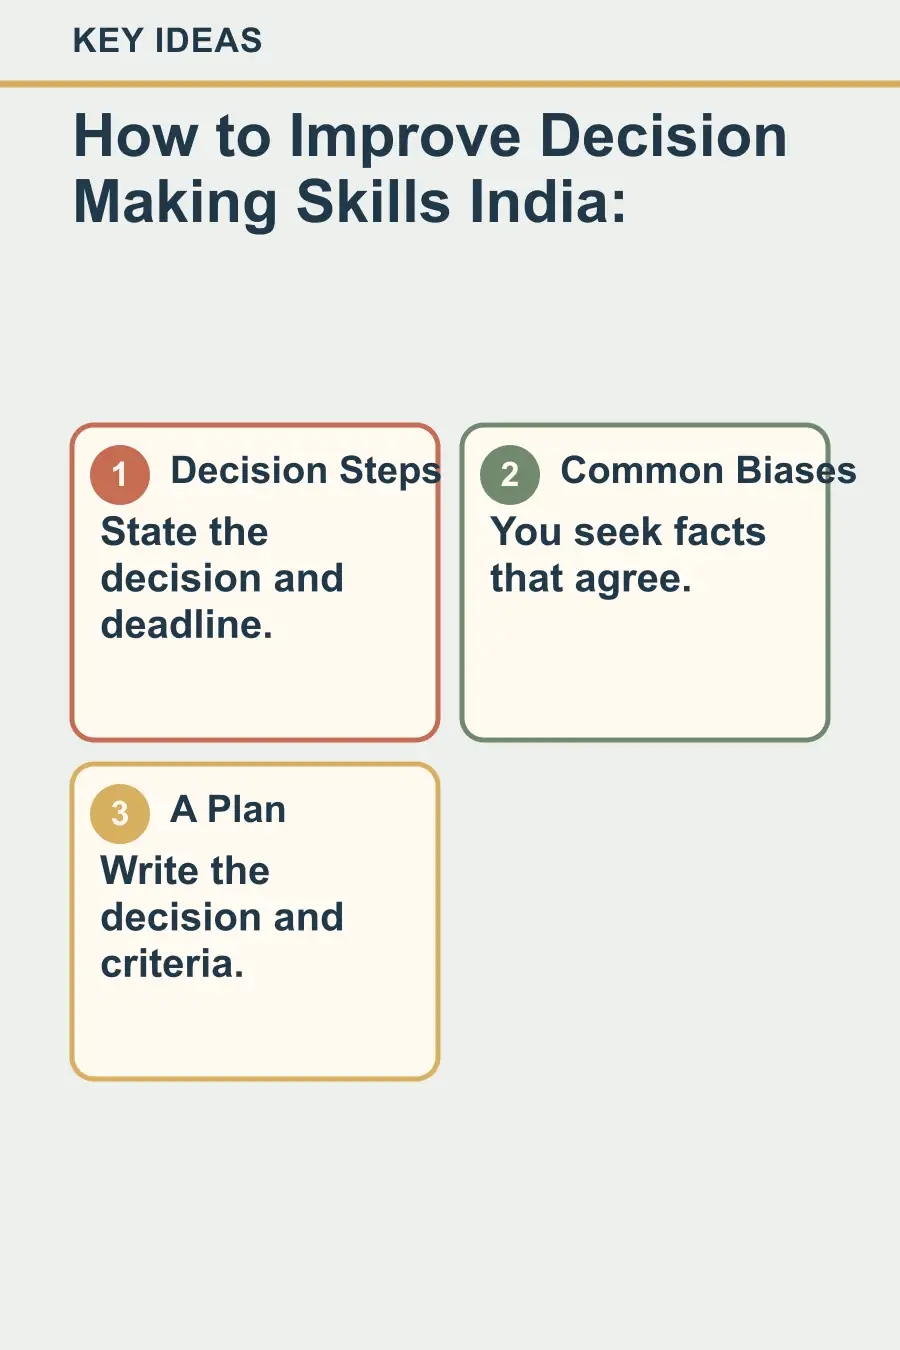 KEY IDEAS
How to Improve Decision
Making Skills India:
1 Decision Steps
State the
decision and
deadline.
2 Common Biases
You seek facts
that agree.
3 A Plan
Write the
decision and
criteria.